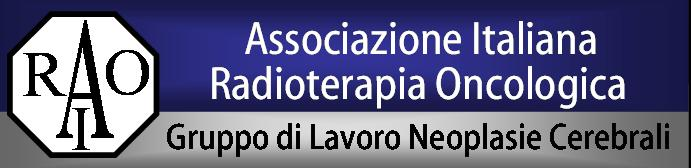 RAO
I
Associazione Italiana
Radioterapia Oncologica
Gruppo di Lavoro Neoplasie Cerebrali